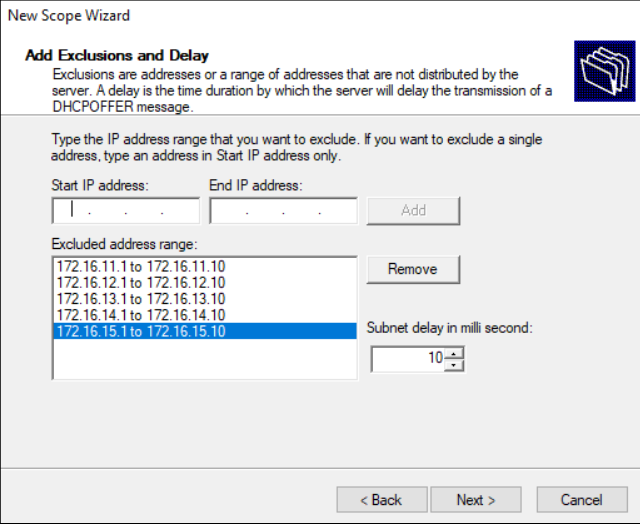 New Scope Wizard
Add Exclusions and Delay
Exclusions are addresses or a range of addresses that are not distributed by the
server. A delay is the time duration by which the server will delay the transmission of a
DHCPOFFER message.
Type the IP address range that you want to exclude. If you want to exclude a single
address, type an address in Start IP address only.
Start IP address:
End IP address:
Add
Excluded address range:
172.16.11.1 to 172.16.11.10
172.16.12.1 to 172.16.12.10
172.16.13.1 to 172.16.13.10
172.16.14.1 to 172.16.14.10
172.16.15.1 to 172.16.15.10
Remove
Subnet delay in milli second:
10
< Back
Next >
Cancel